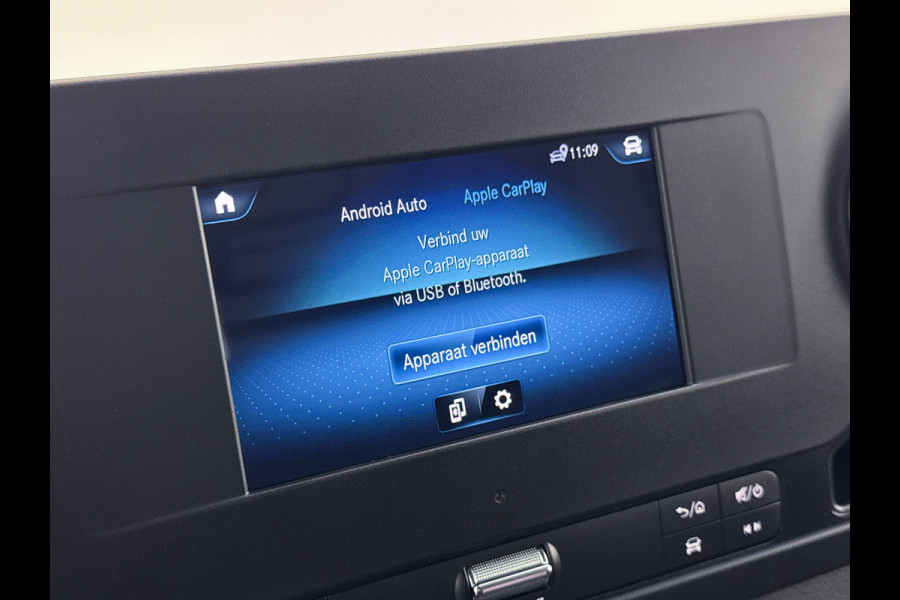 11:09
Android Auto
Apple CarPlay
Verbind uw
Apple CarPlay-apparaat
via USB of Bluetooth.
Apparaat verbinden